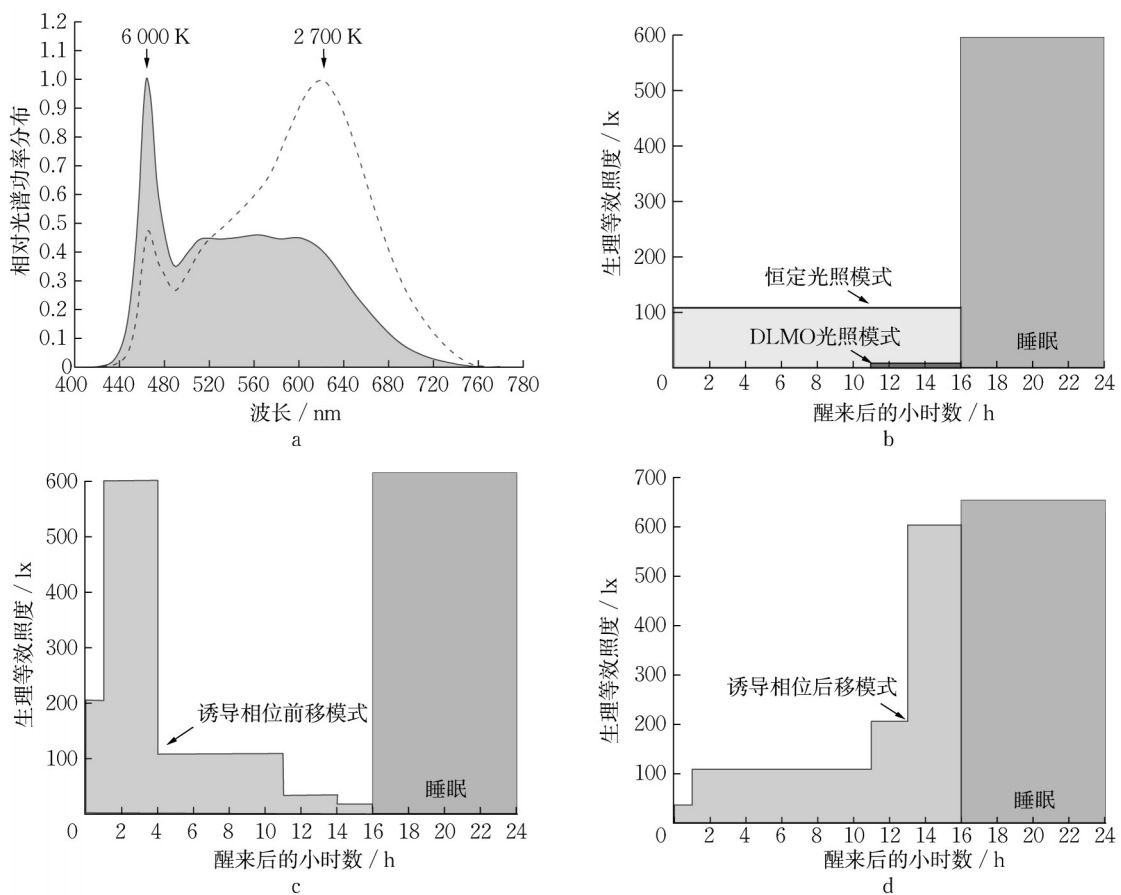 1.2
1.1
1.0
0.9
0.8
0.7
0.6
0.5
0.4
0.3
0.2
0.1
0
6 000 K
2 700 K
相对光谱功率分布
400 440 480 520 560 600 640 680 720 760 780
波长 / nm
a
600
500
400
300
200
100
生理等效照度 / lx
恒定光照模式
DLMO光照模式
睡眠
0 2 4 6 8 10 12 14 16 18 20 22 24
醒来后的小时数 / h
b
600
500
400
300
200
100
生理等效照度 / lx
诱导相位前移模式
睡眠
0 2 4 6 8 10 12 14 16 18 20 22 24
醒来后的小时数 / h
c
700
600
500
400
300
200
100
生理等效照度 / lx
诱导相位后移模式
睡眠
0 2 4 6 8 10 12 14 16 18 20 22 24
醒来后的小时数 / h
d